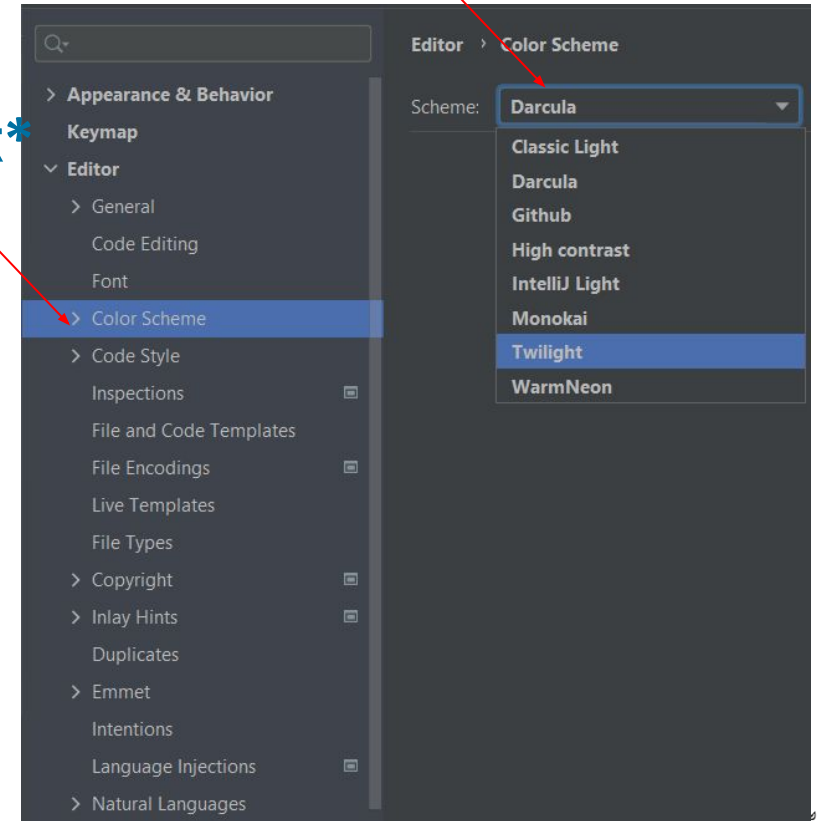 Appearance & Behavior
Keymap
Editor
General
Code Editing
Font
Color Scheme
Code Style
Inspections
File and Code Templates
File Encodings
Live Templates
File Types
Copyright
Inlay Hints
Duplicates
Emmet
Intentions
Language Injections
Natural Languages
Editor › Color Scheme
Scheme: Darcula
Classic Light
Darcula
Github
High contrast
IntelliJ Light
Monokai
Twilight
WarmNeon